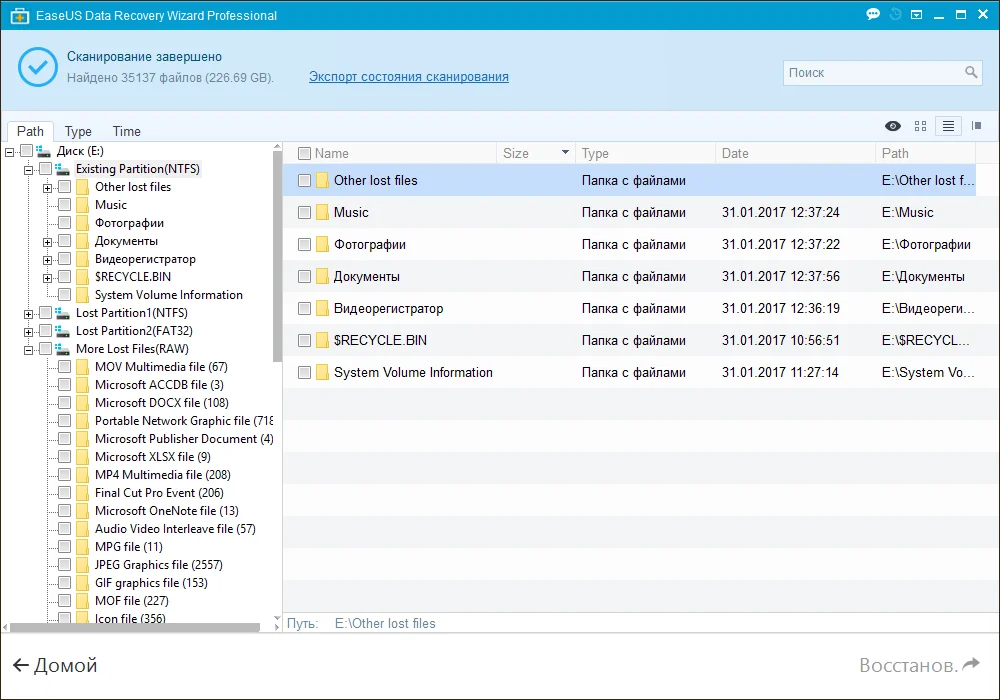 EaseUS Data Recovery Wizard Professional
Сканирование завершено
Найдено 35137 файлов (226.69 GB).
Экспорт состояния сканирования
Поиск
Path Type Time
Диск (E:)
Existing Partition(NTFS)
Other lost files
Music
Фотографии
Документы
Видеорегистратор
$RECYCLE.BIN
System Volume Information
Lost Partition1(NTFS)
Lost Partition2(FAT32)
More Lost Files(RAW)
MOV Multimedia file (67)
Microsoft ACCDB file (3)
Microsoft DOCX file (108)
Portable Network Graphic file (718
Microsoft Publisher Document (4)
Microsoft XLSX file (9)
MP4 Multimedia file (208)
Final Cut Pro Event (206)
Microsoft OneNote file (13)
Audio Video Interleave file (57)
MPG file (11)
JPEG Graphics file (2557)
GIF graphics file (153)
MOF file (227)
Icon file (356)
Name Size Type Date Path
Other lost files Папка с файлами E:\Other lost f...
Music Папка с файлами 31.01.2017 12:37:24 E:\Music
Фотографии Папка с файлами 31.01.2017 12:37:22 E:\Фотографии
Документы Папка с файлами 31.01.2017 12:37:56 E:\Документы
Видеорегистратор Папка с файлами 31.01.2017 12:36:19 E:\Видеореги...
$RECYCLE.BIN Папка с файлами 31.01.2017 10:56:51 E:\$RECYCL...
System Volume Information Папка с файлами 31.01.2017 11:27:14 E:\System Vo...
Путь: E:\Other lost files
Домой
Восстанов.